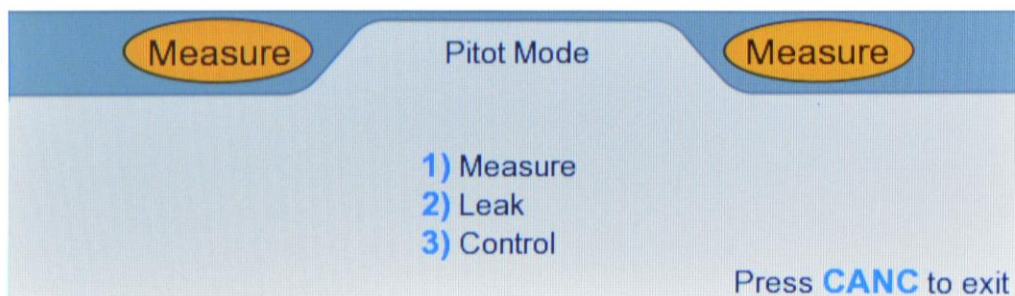 Measure Pitot Mode Measure
1) Measure
2) Leak
3) Control
Press CANC to exit